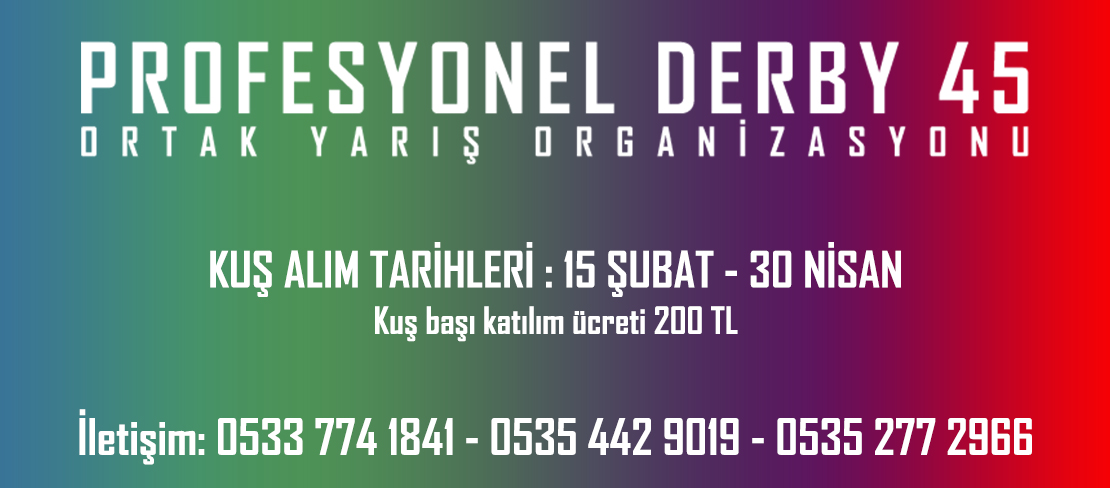 PROFESYONEL DERBY 45
ORTAK YARIŞ ORGANİZASYONU
KUŞ ALIM TARİHLERİ : 15 ŞUBAT - 30 NİSAN
Kuş başı katılım ücreti 200 TL
İletişim: 0533 774 1841 - 0535 442 9019 - 0535 277 2966